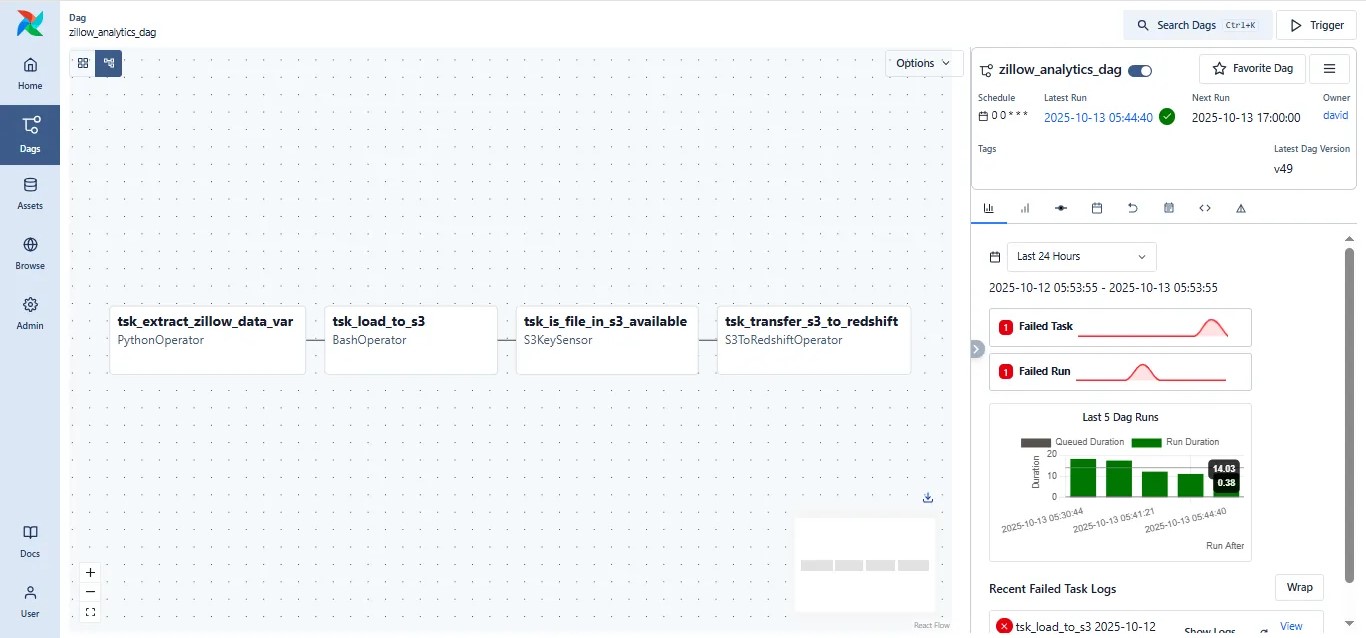 Dag
zillow_analytics_dag
Search Dags Ctrl+K
Trigger
Home
Dags
Assets
Browse
Admin
Docs
User
Options
tsk_extract_zillow_data_var
PythonOperator
tsk_load_to_s3
BashOperator
tsk_is_file_in_s3_available
S3KeySensor
tsk_transfer_s3_to_redshift
S3ToRedshiftOperator
React Flow
zillow_analytics_dag
Favorite Dag
Schedule
0 0 * * *
Latest Run
2025-10-13 05:44:40
Next Run
2025-10-13 17:00:00
Owner
david
Tags
Latest Dag Version
v49
Last 24 Hours
2025-10-12 05:53:55 - 2025-10-13 05:53:55
1 Failed Task
1 Failed Run
Last 5 Dag Runs
Queued Duration Run Duration
Duration
20
10
0
14.03
0.38
2025-10-13 05:30:44
2025-10-13 05:41:21
2025-10-13 05:44:40
Run After
Recent Failed Task Logs
Wrap
tsk_load_to_s3 2025-10-12
Show Logs
View